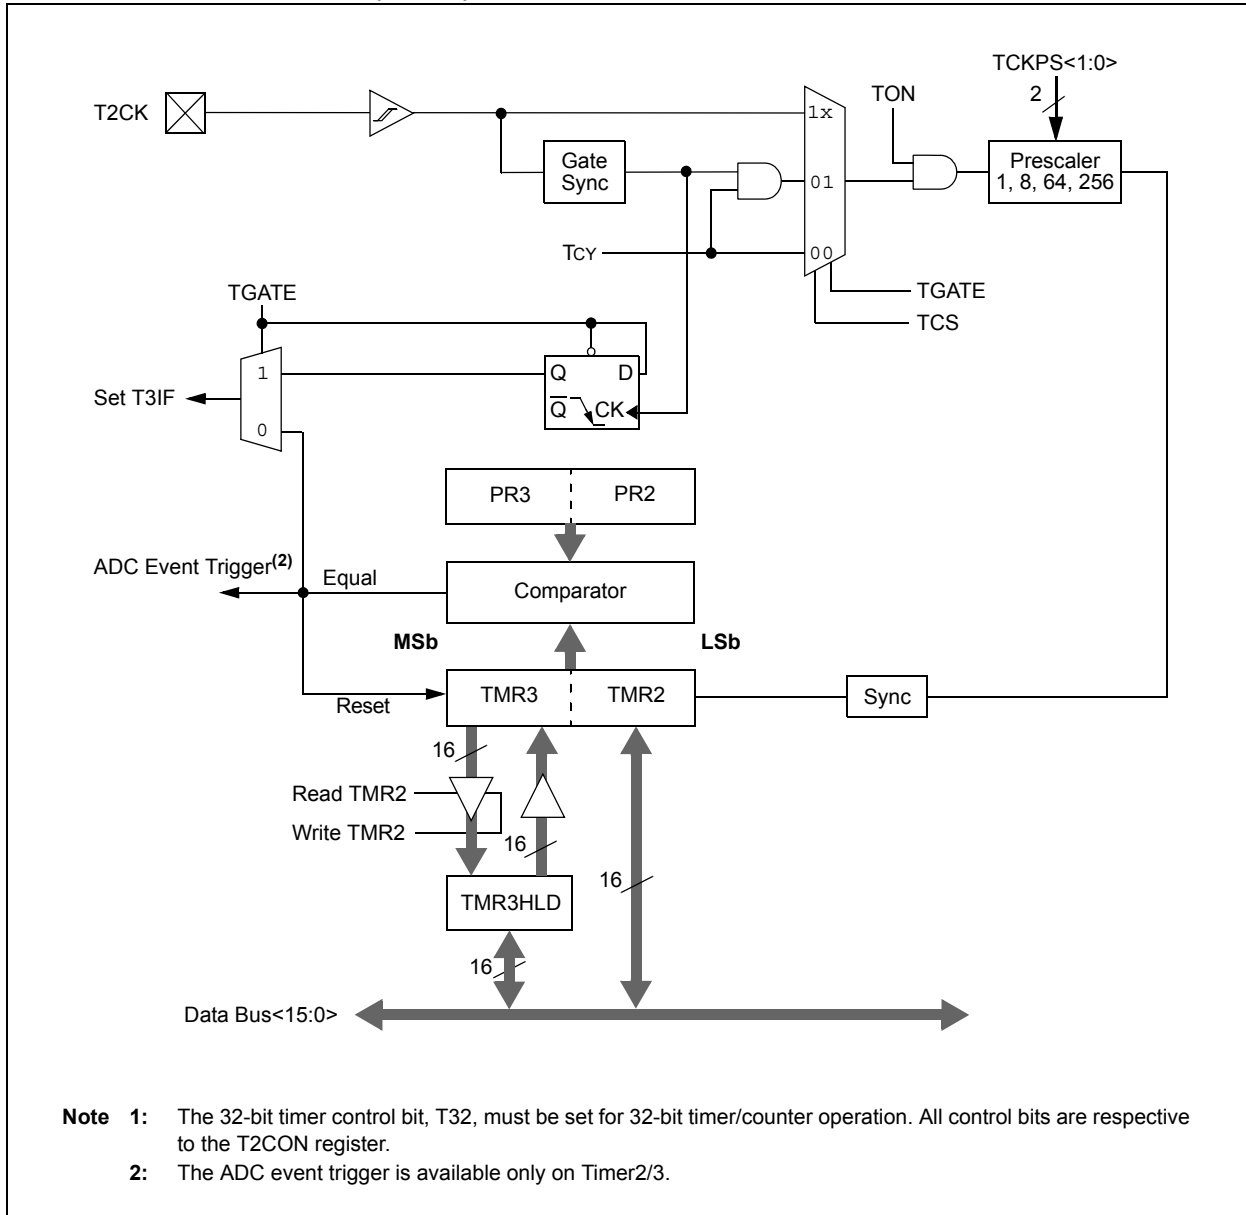 TCKPS<1:0>
2
TON
T2CK
1x
Gate
Sync
Prescaler
1, 8, 64, 256
01
TCY
00
TGATE
TGATE
TCS
1
Q
D
Set T3IF
Q
CK
0
PR3
PR2
ADC Event Trigger(2)
Equal
Comparator
MSb
LSb
TMR3
TMR2
Sync
Reset
16
Read TMR2
Write TMR2
16
16
TMR3HLD
16
Data Bus<15:0>
Note 1: The 32-bit timer control bit, T32, must be set for 32-bit timer/counter operation. All control bits are respective
to the T2CON register.
2: The ADC event trigger is available only on Timer2/3.